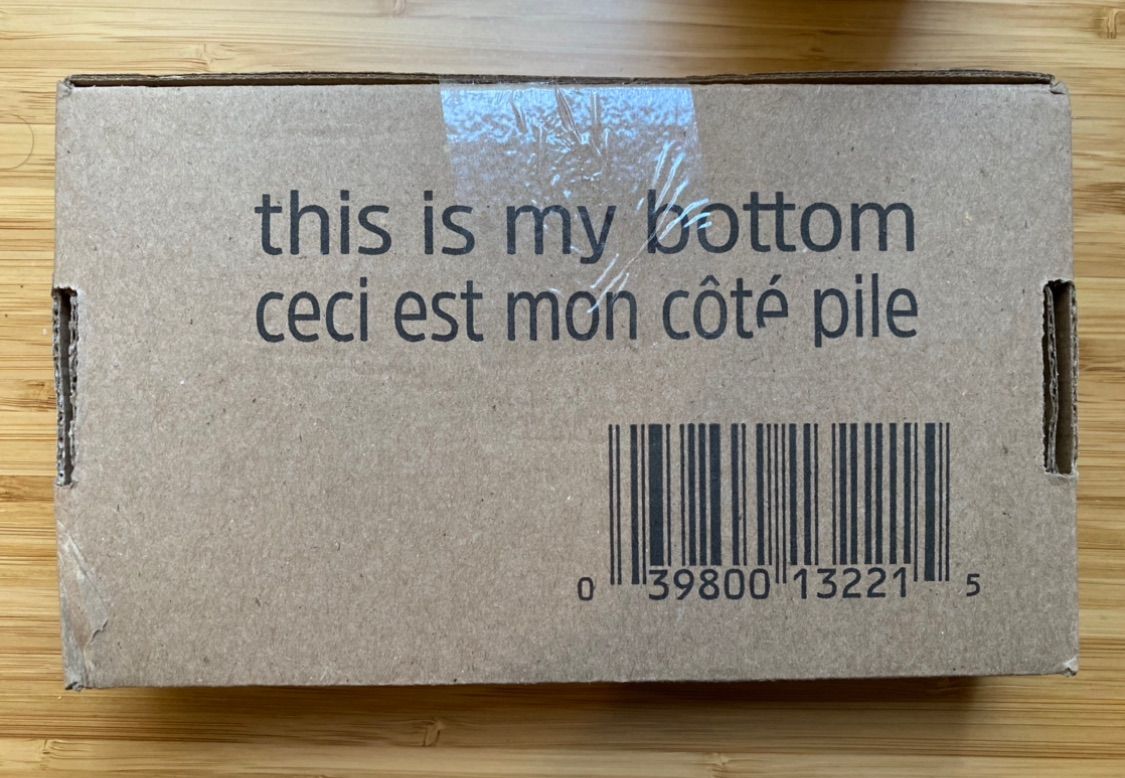 this is my bottom
ceci est mon côté pile
0 39800 13221 5